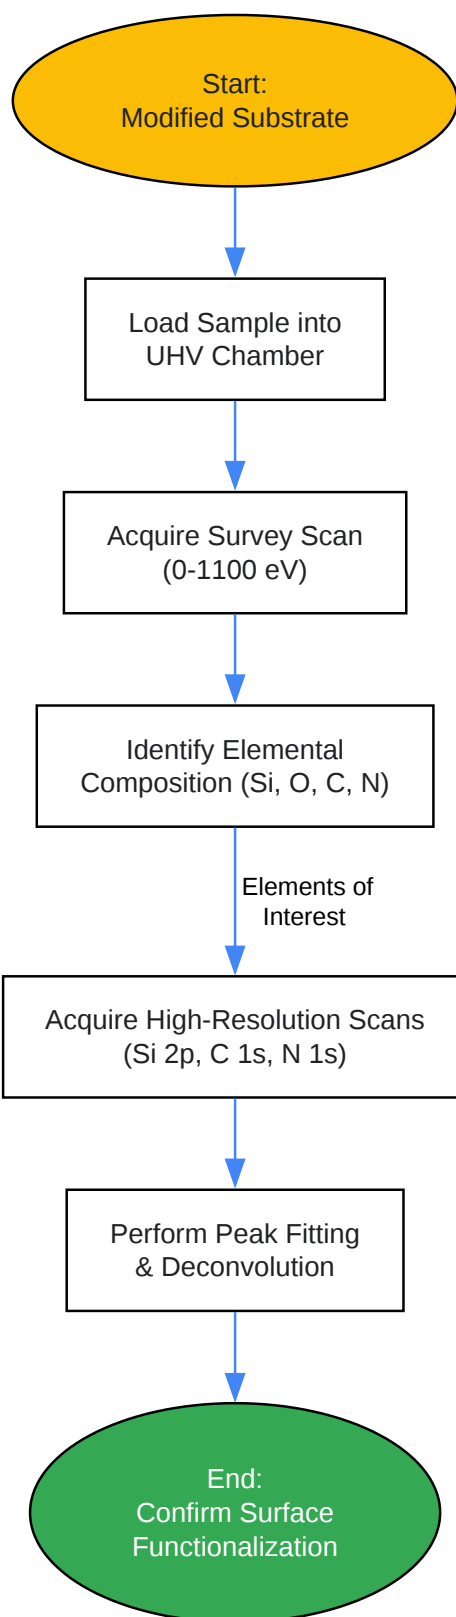 Start:
Modified Substrate
Load Sample into
UHV Chamber
Acquire Survey Scan
(0-1100 eV)
Identify Elemental
Composition (Si, O, C, N)
Elements of
Interest
Acquire High-Resolution Scans
(Si 2p, C 1s, N 1s)
Perform Peak Fitting
& Deconvolution
End:
Confirm Surface
Functionalization